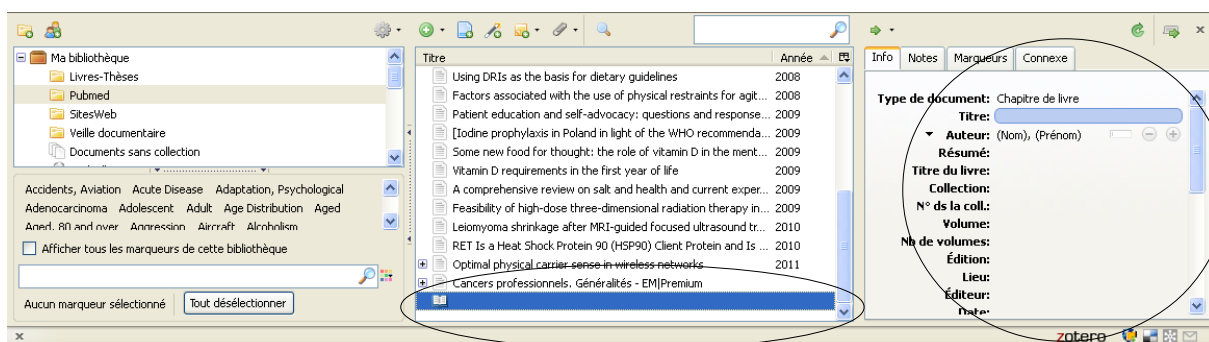 Ma bibliothèque
Livres-Thèses
Pubmed
SitesWeb
Veille documentaire
Documents sans collection
Accidents, Aviation Acute Disease Adaptation, Psychological
Adenocarcinoma Adolescent Adult Age Distribution Aged
Aged, 80 and over Aggression Aircraft Alcoholism
Afficher tous les marqueurs de cette bibliothèque
Aucun marqueur sélectionné Tout désélectionner
Titre Année
Using DRIs as the basis for dietary guidelines 2008
Factors associated with the use of physical restraints for agit... 2008
Patient education and self-advocacy: questions and response... 2009
[Iodine prophylaxis in Poland in light of the WHO recommenda... 2009
Some new food for thought: the role of vitamin D in the ment... 2009
Vitamin D requirements in the first year of life 2009
A comprehensive review on salt and health and current exper... 2009
Feasibility of high-dose three-dimensional radiation therapy in... 2009
Leiomyoma shrinkage after MRI-guided focused ultrasound tr... 2010
RET Is a Heat Shock Protein 90 (HSP90) Client Protein and Is ... 2010
Optimal physical carrier sense in wireless networks 2011
Cancers professionnels. Généralités - EM|Premium
Info Notes Marqueurs Connexe
Type de document: Chapitre de livre
Titre:
Auteur: (Nom), (Prénom)
Résumé:
Titre du livre:
Collection:
N° ds la coll.:
Volume:
Nb de volumes:
Édition:
Lieu:
Éditeur:
Date:
zotero